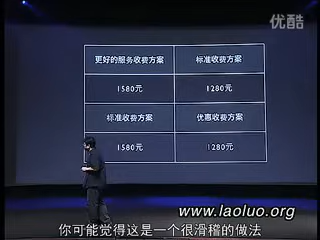 优酷
更好的服务收费方案 标准收费方案
1580元 1280元
标准收费方案 优惠收费方案
1580元 1280元
www.laoluo.org
你可能觉得这是一个很滑稽的做法